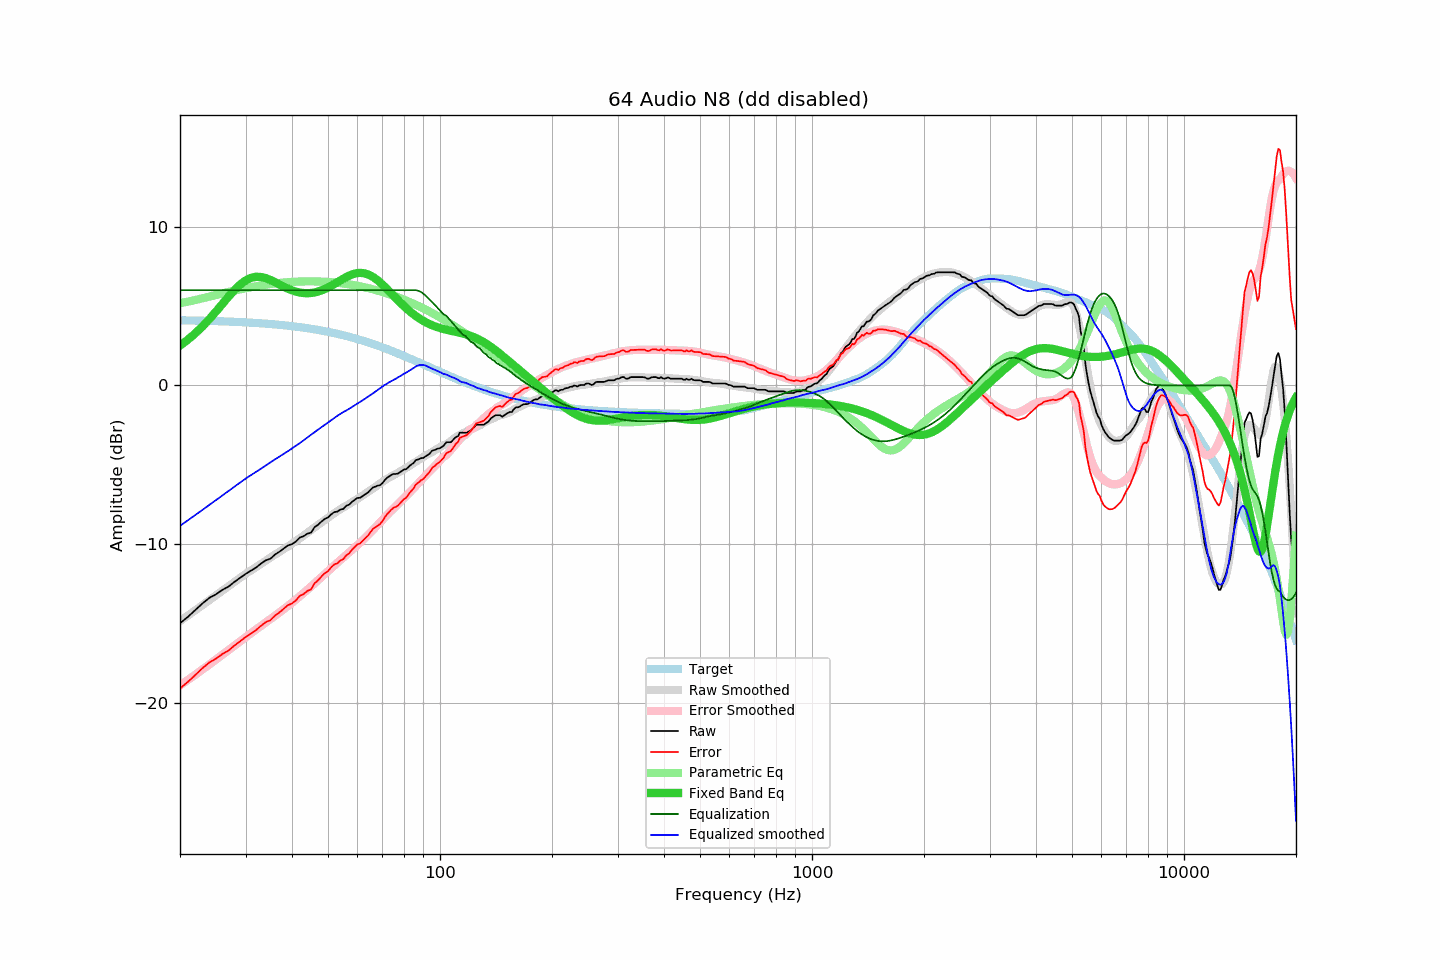 64 Audio N8 (dd disabled)
10
0
−10
−20
Amplitude (dBr)
Target
Raw Smoothed
Error Smoothed
Raw
Error
Parametric Eq
Fixed Band Eq
Equalization
Equalized smoothed
100
1000
10000
Frequency (Hz)